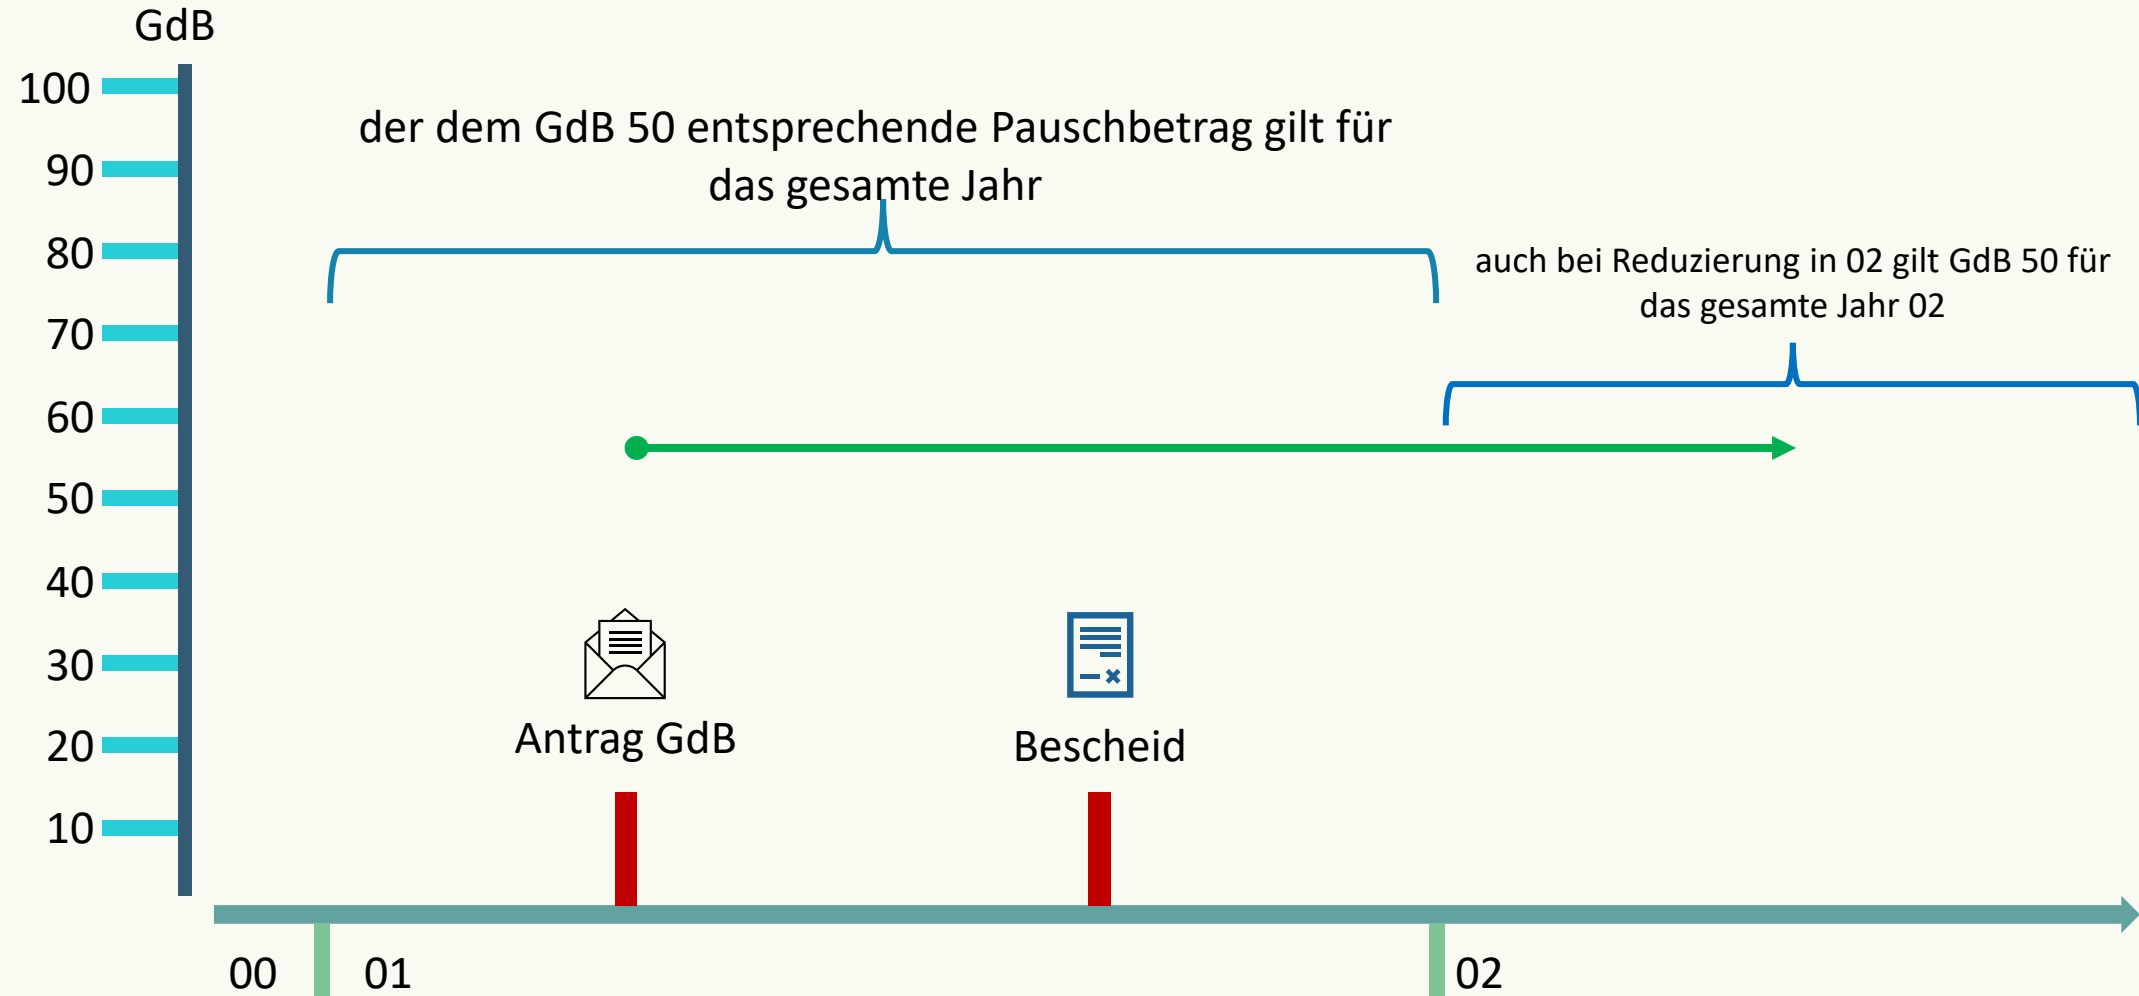 GdB
100
90
80
70
60
50
40
30
20
10
der dem GdB 50 entsprechende Pauschbetrag gilt für
das gesamte Jahr
auch bei Reduzierung in 02 gilt GdB 50 für
das gesamte Jahr 02
Antrag GdB
Bescheid
00
01
02